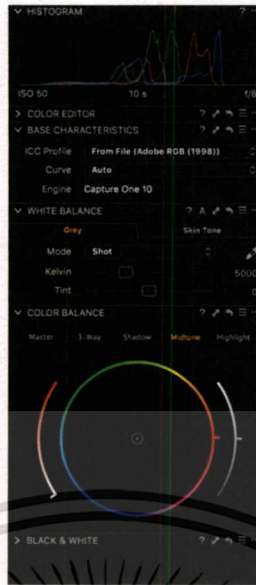 HISTOGRAM ?
ISO 50 10 s f/8
COLOR EDITOR ?
BASE CHARACTERISTICS ?
ICC Profile From File (Adobe RGB (1998))
Curve Auto
Engine Capture One 10
WHITE BALANCE ? A
Grey Skin Tone
Mode Shot
Kelvin 5000
Tint 0
COLOR BALANCE ?
Master 3-Way Shadow Midtone Highlight
BLACK & WHITE ?